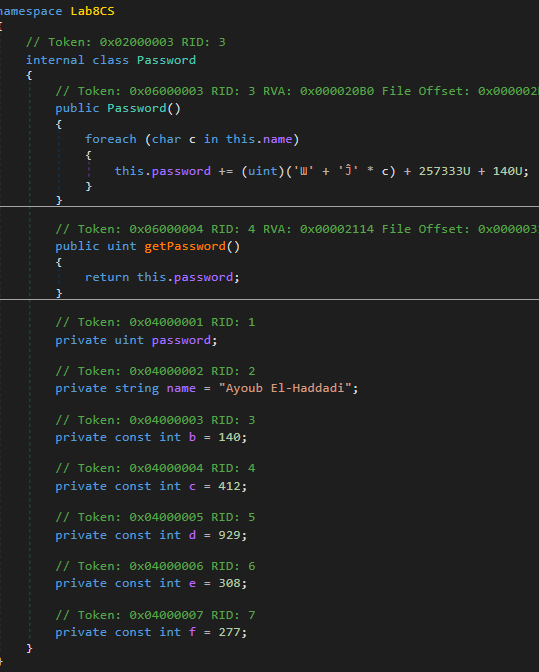 namespace Lab8CS
{
// Token: 0x02000003 RID: 3
internal class Password
{
// Token: 0x06000003 RID: 3 RVA: 0x000020B0 File Offset: 0x000002
public Password()
{
foreach (char c in this.name)
{
this.password += (uint)('Ɯ' + 'Ĵ' * c) + 257333U + 140U;
}
}
// Token: 0x06000004 RID: 4 RVA: 0x00002114 File Offset: 0x000003
public uint getPassword()
{
return this.password;
}
// Token: 0x04000001 RID: 1
private uint password;
// Token: 0x04000002 RID: 2
private string name = "Ayoub El-Haddadi";
// Token: 0x04000003 RID: 3
private const int b = 140;
// Token: 0x04000004 RID: 4
private const int c = 412;
// Token: 0x04000005 RID: 5
private const int d = 929;
// Token: 0x04000006 RID: 6
private const int e = 308;
// Token: 0x04000007 RID: 7
private const int f = 277;
}
}